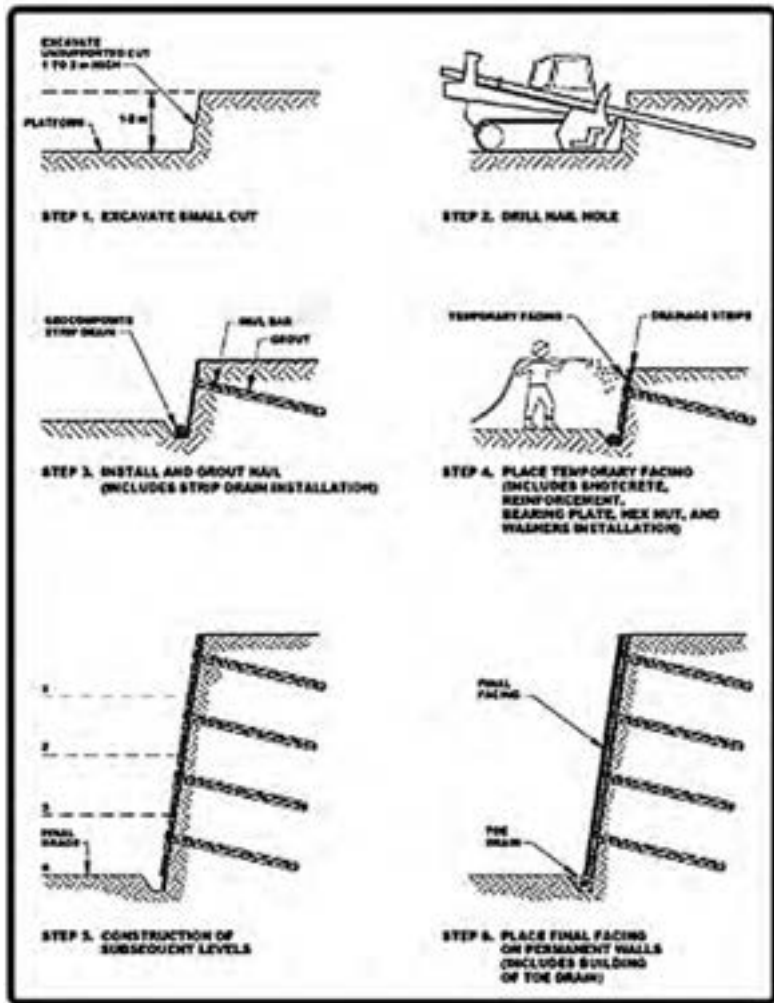 EXCAVATE
UNSUPPORTED CUT
1 TO 2 m HIGH
1-2 m
PLATFORM
STEP 1. EXCAVATE SMALL CUT
STEP 2. DRILL NAIL HOLE
GEOCOMPOSITE
STRIP DRAIN
NAIL BAR
GROUT
STEP 3. INSTALL AND GROUT NAIL
(INCLUDES STRIP DRAIN INSTALLATION)
TEMPORARY FACING
DRAINAGE STRIPS
STEP 4. PLACE TEMPORARY FACING
(INCLUDES SHOTCRETE,
REINFORCEMENT,
BEARING PLATE, HEX NUT, AND
WASHERS INSTALLATION)
1
2
3
FINAL
GRADE
STEP 5. CONSTRUCTION OF
SUBSEQUENT LEVELS
FINAL
FACING
TOE
DRAIN
STEP 6. PLACE FINAL FACING
ON PERMANENT WALLS
(INCLUDES BUILDING
OF TOE DRAIN)